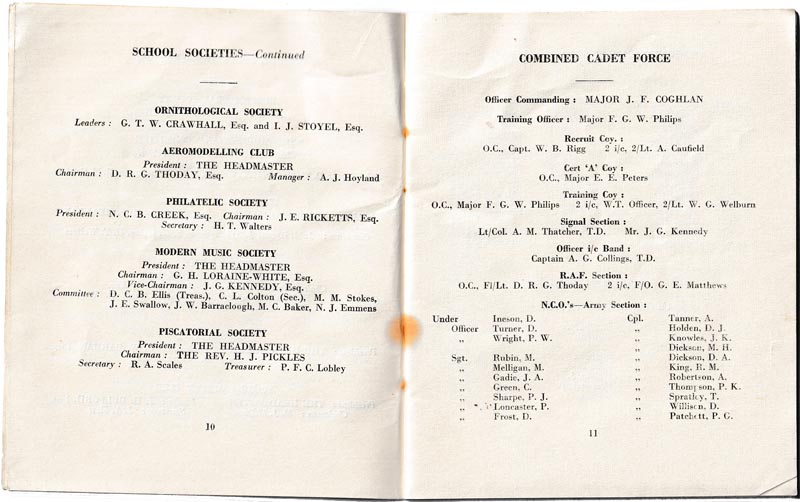 SCHOOL SOCIETIES—Continued
ORNITHOLOGICAL SOCIETY
Leaders : G. T. W. CRAWHALL, Esq. and I. J. STOYEL, Esq.
AEROMODELLING CLUB
President : THE HEADMASTER
Chairman : D. R. G. THODAY, Esq. Manager : A. J. Hoyland
PHILATELIC SOCIETY
President : N. C. B. CREEK, Esq. Chairman : J. E. RICKETTS, Esq.
Secretary : H. T. Walters
MODERN MUSIC SOCIETY
President : THE HEADMASTER
Chairman : G. H. LORAINE-WHITE, Esq.
Vice-Chairman : J. G. KENNEDY, Esq.
Committee : D. C. B. Ellis (Treas.), C. L. Colton (Sec.), M. M. Stokes,
J. E. Swallow, J. W. Barraclough, M. C. Baker, N. J. Emmens
PISCATORIAL SOCIETY
President : THE HEADMASTER
Chairman : THE REV. H. J. PICKLES
Secretary : R. A. Scales Treasurer : P. F. C. Lobley
10
COMBINED CADET FORCE
Officer Commanding : MAJOR J. F. COGHLAN
Training Officer : Major F. G. W. Philips
Recruit Coy. :
O.C., Capt. W. B. Rigg 2 i/c, 2/Lt. A. Caufield
Cert 'A' Coy :
O.C., Major E. E. Peters
Training Coy :
O.C., Major F. G. W. Philips 2 i/c, W.T. Officer, 2/Lt. W. G. Welburn
Signal Section :
Lt/Col. A. M. Thatcher, T.D. Mr. J. G. Kennedy
Officer i/c Band :
Captain A. G. Collings, T.D.
R.A.F. Section :
O.C., Fl/Lt. D. R. G. Thoday 2 i/c, F/O. G. E. Matthews
N.C.O.'s—Army Section :
Under Ineson, D. Cpl. Tanner, A.
Officer Turner, D. ,, Holden, D. J.
,, Wright, P. W. ,, Knowles, J. K.
,, Dickson, M. H.
Sgt. Rubin, M. ,, Dickson, D. A.
,, Melligan, M. ,, King, R. M.
,, Gadie, J. A. ,, Robertson, A.
,, Green, C. ,, Thompson, P. K.
,, Sharpe, P. J. ,, Spratley, T.
,, Loncaster, P. ,, Willison, D.
,, Frost, D. ,, Patchett, P. G.
11